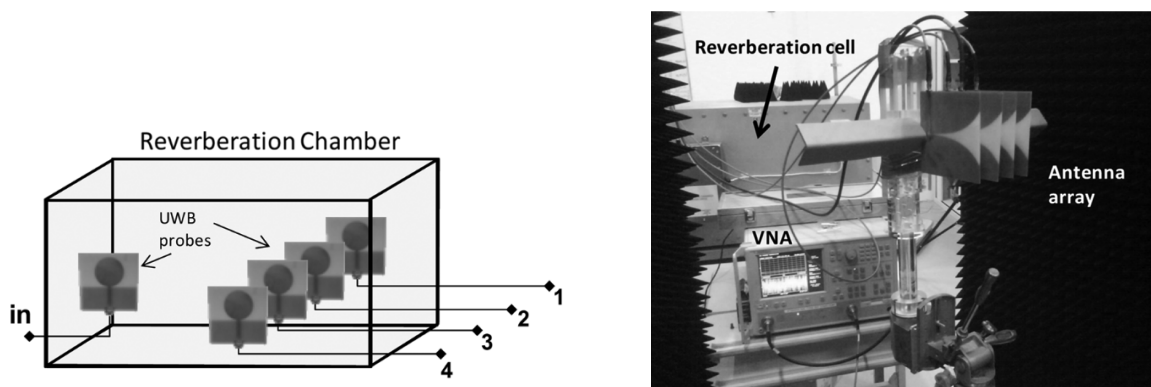 Reverberation Chamber
UWB
probes
in
1
2
3
4
Reverberation cell
VNA
Antenna
array